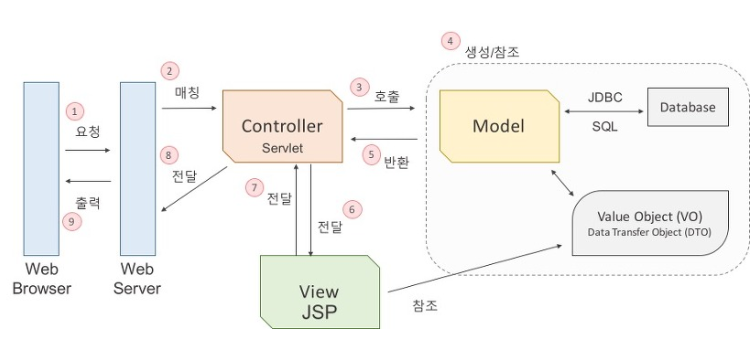 4
생성/참조
2
매칭
3
호출
1
요청
Controller
Servlet
Model
JDBC
SQL
Database
8
전달
5
반환
출력
9
7
전달
6
전달
Value Object (VO)
Data Transfer Object (DTO)
Web
Browser
Web
Server
View
JSP
참조